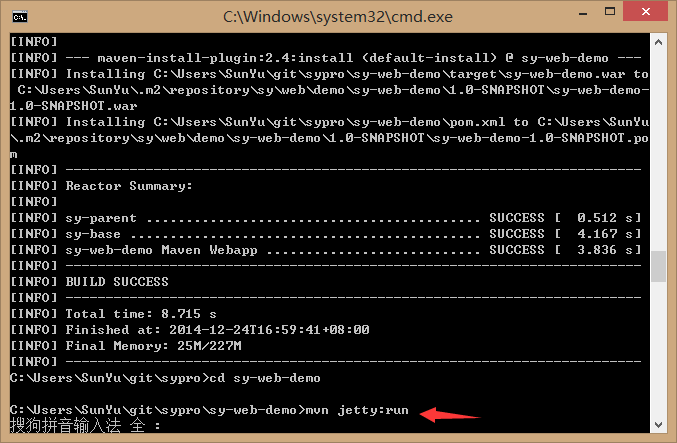 C:\Windows\system32\cmd.exe
[INFO]
[INFO] --- maven-install-plugin:2.4:install (default-install) @ sy-web-demo ---
[INFO] Installing C:\Users\SunYu\git\sypro\sy-web-demo\target\sy-web-demo.war to
 C:\Users\SunYu\.m2\repository\sy\web\demo\sy-web-demo\1.0-SNAPSHOT\sy-web-demo-
1.0-SNAPSHOT.war
[INFO] Installing C:\Users\SunYu\git\sypro\sy-web-demo\pom.xml to C:\Users\SunYu
\.m2\repository\sy\web\demo\sy-web-demo\1.0-SNAPSHOT\sy-web-demo-1.0-SNAPSHOT.po
m
[INFO] ------------------------------------------------------------------------
[INFO] Reactor Summary:
[INFO]
[INFO] sy-parent ......................................... SUCCESS [  0.512 s]
[INFO] sy-base ........................................... SUCCESS [  4.167 s]
[INFO] sy-web-demo Maven Webapp .......................... SUCCESS [  3.836 s]
[INFO] ------------------------------------------------------------------------
[INFO] BUILD SUCCESS
[INFO] ------------------------------------------------------------------------
[INFO] Total time: 8.715 s
[INFO] Finished at: 2014-12-24T16:59:41+08:00
[INFO] Final Memory: 25M/227M
[INFO] ------------------------------------------------------------------------
C:\Users\SunYu\git\sypro>cd sy-web-demo
C:\Users\SunYu\git\sypro\sy-web-demo>mvn jetty:run
搜狗拼音输入法 全 :